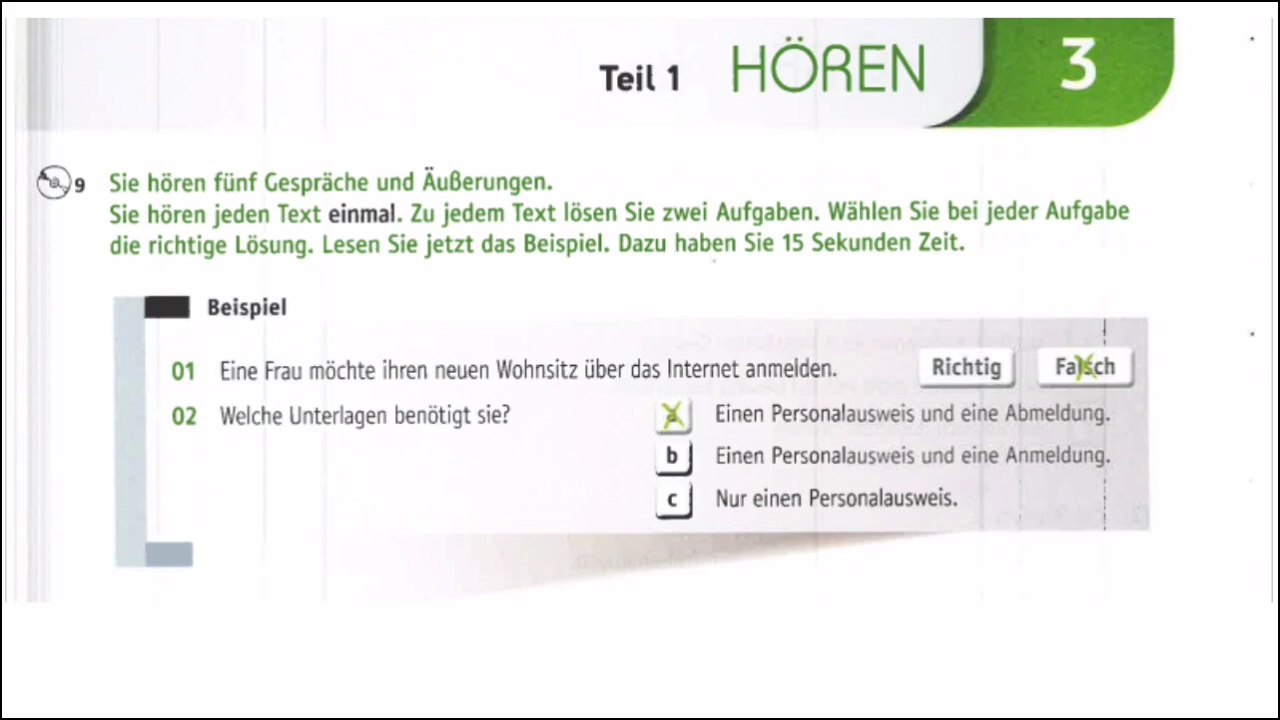 Teil 1 HÖREN 3
9 Sie hören fünf Gespräche und Äußerungen.
Sie hören jeden Text einmal. Zu jedem Text lösen Sie zwei Aufgaben. Wählen Sie bei jeder Aufgabe
die richtige Lösung. Lesen Sie jetzt das Beispiel. Dazu haben Sie 15 Sekunden Zeit.
Beispiel
01 Eine Frau möchte ihren neuen Wohnsitz über das Internet anmelden. Richtig Falsch
02 Welche Unterlagen benötigt sie? a Einen Personalausweis und eine Abmeldung.
b Einen Personalausweis und eine Anmeldung.
c Nur einen Personalausweis.